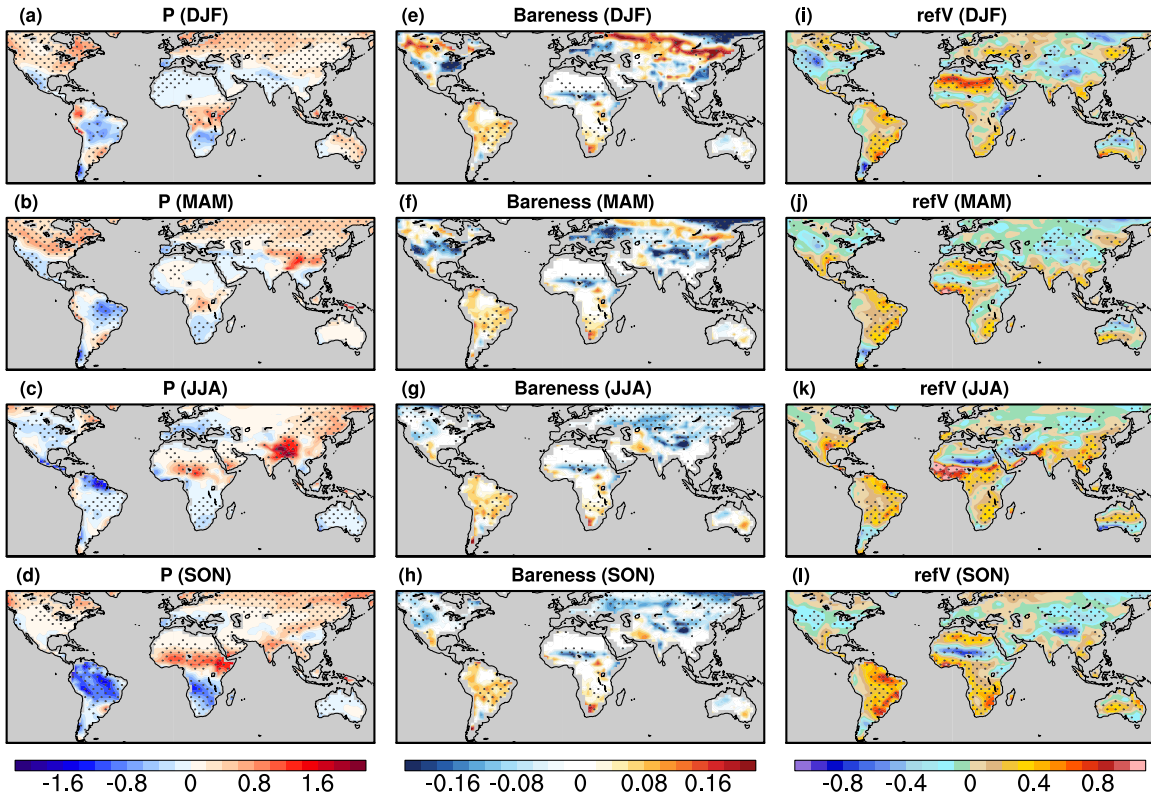 (a) P (DJF) (e) Bareness (DJF) (i) refV (DJF)
(b) P (MAM) (f) Bareness (MAM) (j) refV (MAM)
(c) P (JJA) (g) Bareness (JJA) (k) refV (JJA)
(d) P (SON) (h) Bareness (SON) (l) refV (SON)
-1.6 -0.8 0 0.8 1.6 -0.16 -0.08 0 0.08 0.16 -0.8 -0.4 0 0.4 0.8